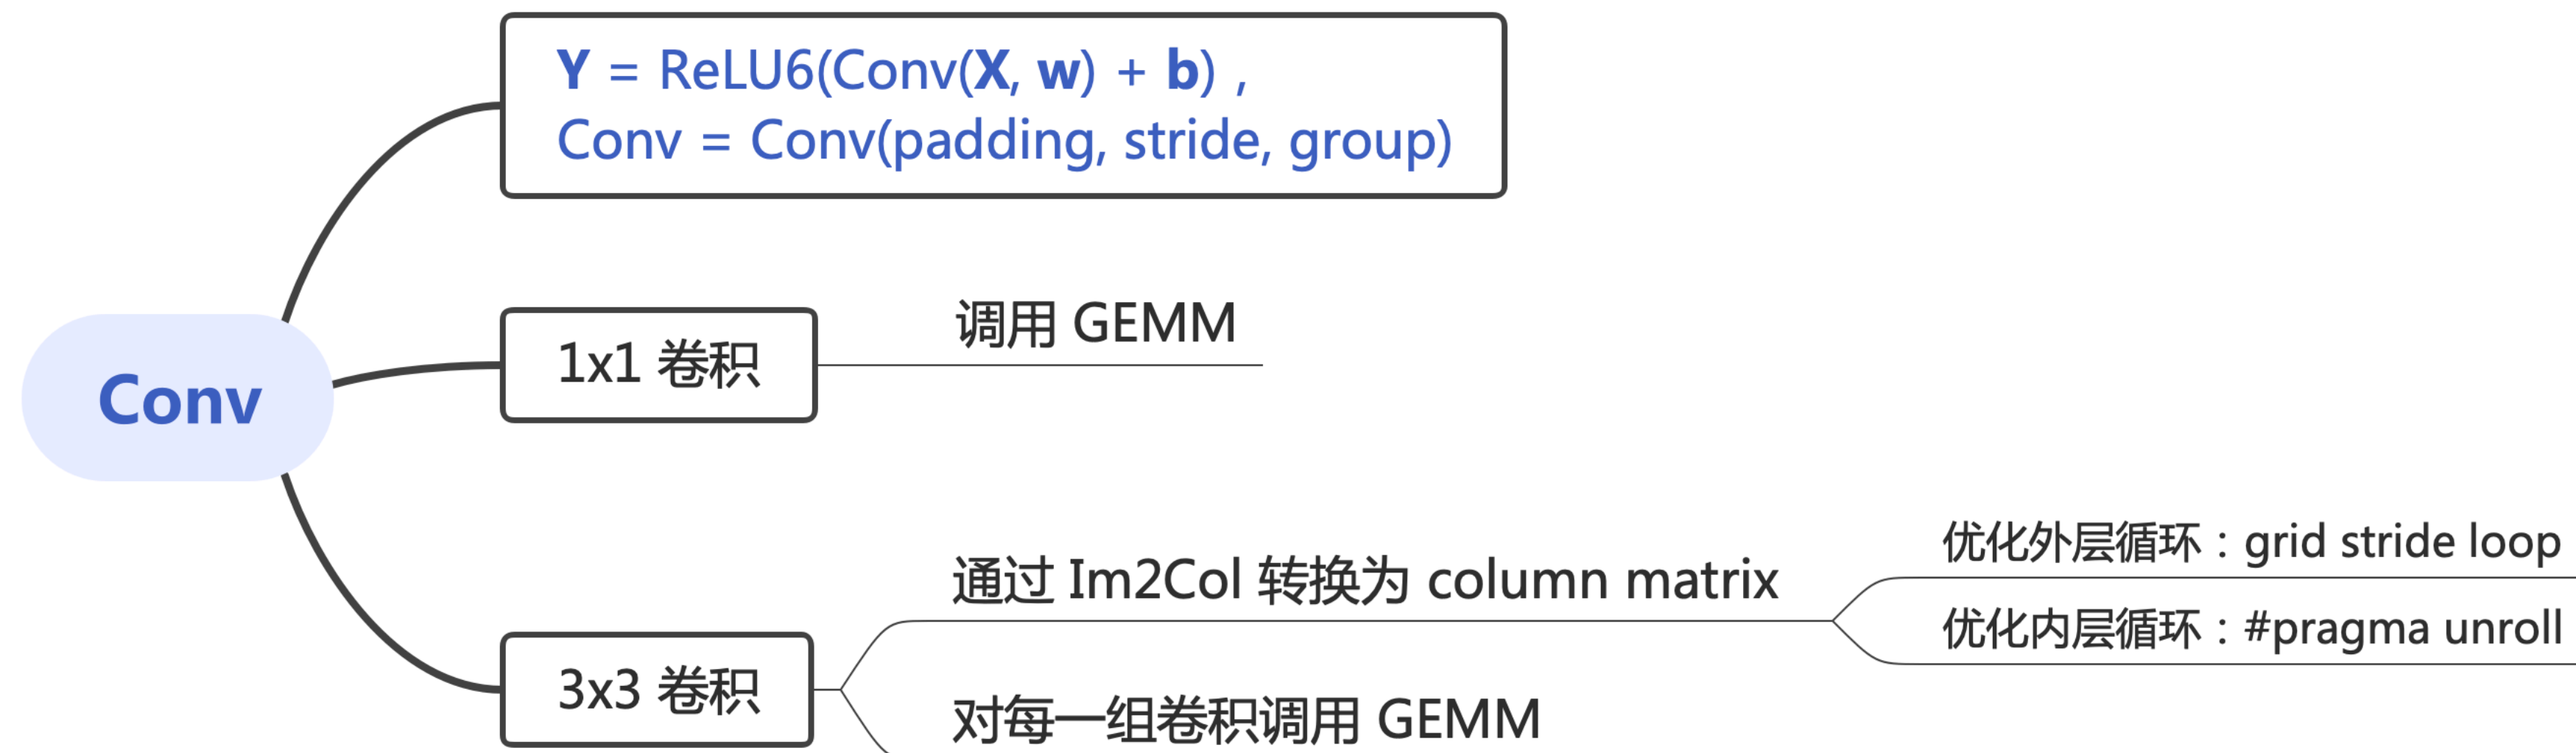 Y = ReLU6(Conv(X, w) + b) ,
Conv = Conv(padding, stride, group)
Conv
1x1 卷积
调用 GEMM
3x3 卷积
通过 Im2Col 转换为 column matrix
优化外层循环：grid stride loop
优化内层循环：#pragma unroll
对每一组卷积调用 GEMM